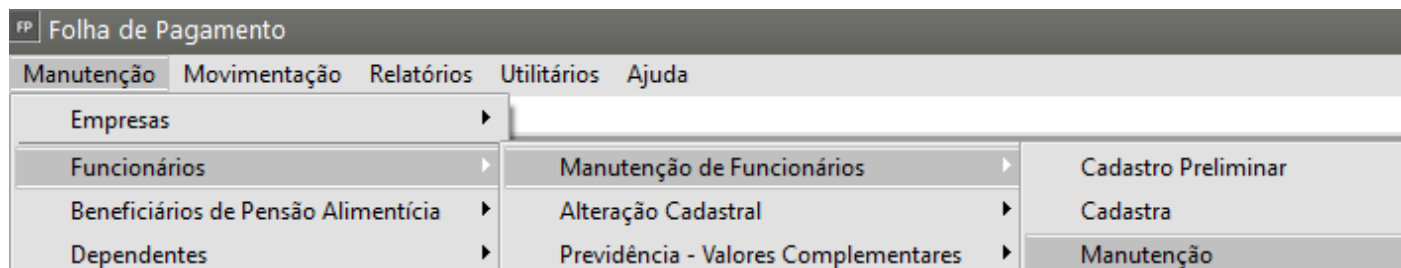 FP Folha de Pagamento
Manutenção Movimentação Relatórios Utilitários Ajuda
Empresas
Funcionários Manutenção de Funcionários Cadastro Preliminar
Beneficiários de Pensão Alimentícia Alteração Cadastral Cadastra
Dependentes Previdência - Valores Complementares Manutenção